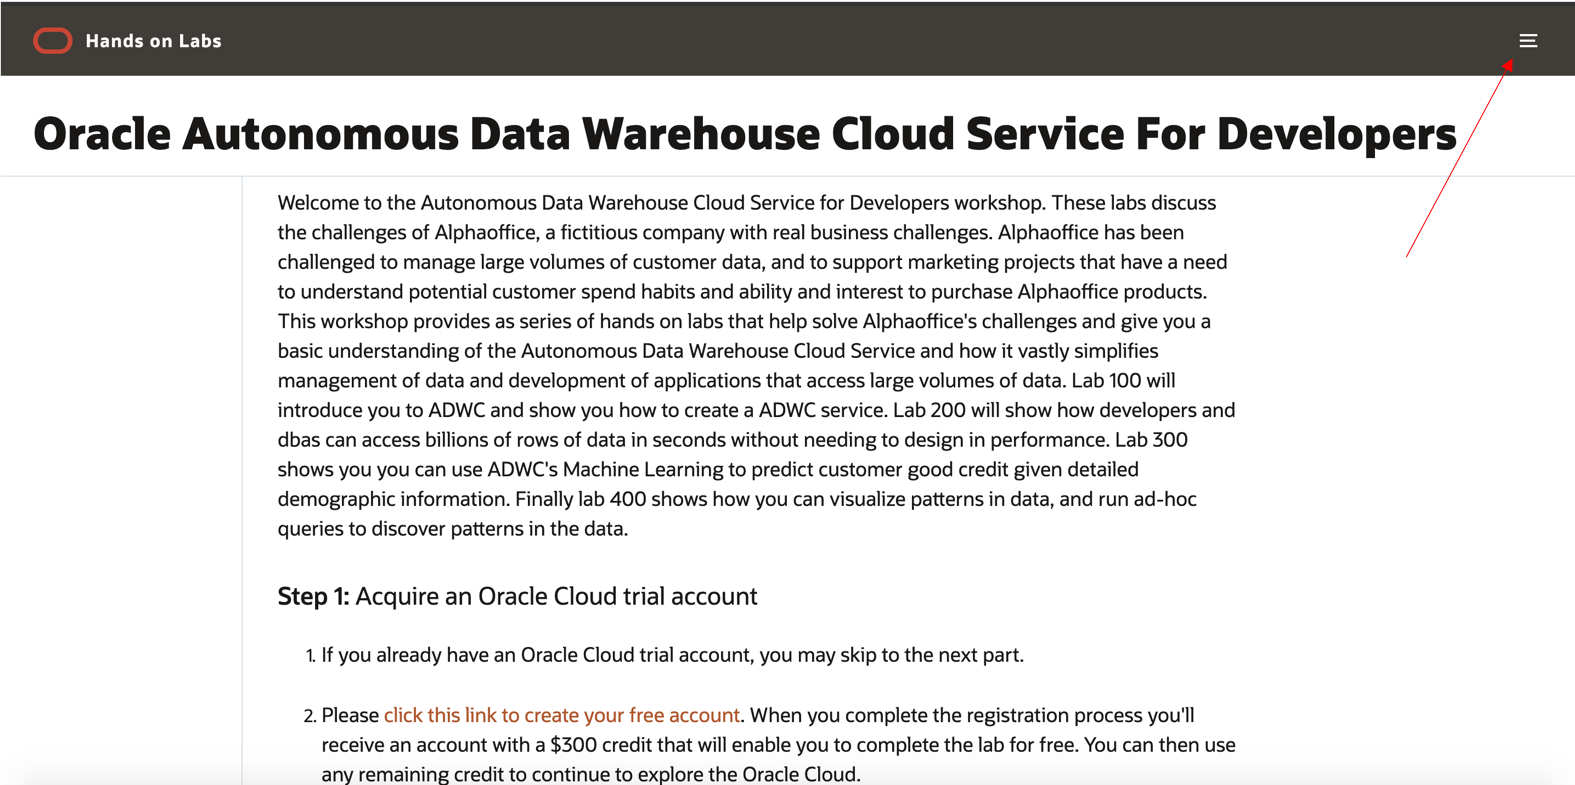 Hands on Labs
Oracle Autonomous Data Warehouse Cloud Service For Developers
Welcome to the Autonomous Data Warehouse Cloud Service for Developers workshop. These labs discuss
the challenges of Alphaoffice, a fictitious company with real business challenges. Alphaoffice has been
challenged to manage large volumes of customer data, and to support marketing projects that have a need
to understand potential customer spend habits and ability and interest to purchase Alphaoffice products.
This workshop provides as series of hands on labs that help solve Alphaoffice's challenges and give you a
basic understanding of the Autonomous Data Warehouse Cloud Service and how it vastly simplifies
management of data and development of applications that access large volumes of data. Lab 100 will
introduce you to ADWC and show you how to create a ADWC service. Lab 200 will show how developers and
dbas can access billions of rows of data in seconds without needing to design in performance. Lab 300
shows you you can use ADWC's Machine Learning to predict customer good credit given detailed
demographic information. Finally lab 400 shows how you can visualize patterns in data, and run ad-hoc
queries to discover patterns in the data.
Step 1: Acquire an Oracle Cloud trial account
1. If you already have an Oracle Cloud trial account, you may skip to the next part.
2. Please click this link to create your free account. When you complete the registration process you'll
receive an account with a $300 credit that will enable you to complete the lab for free. You can then use
any remaining credit to continue to explore the Oracle Cloud.